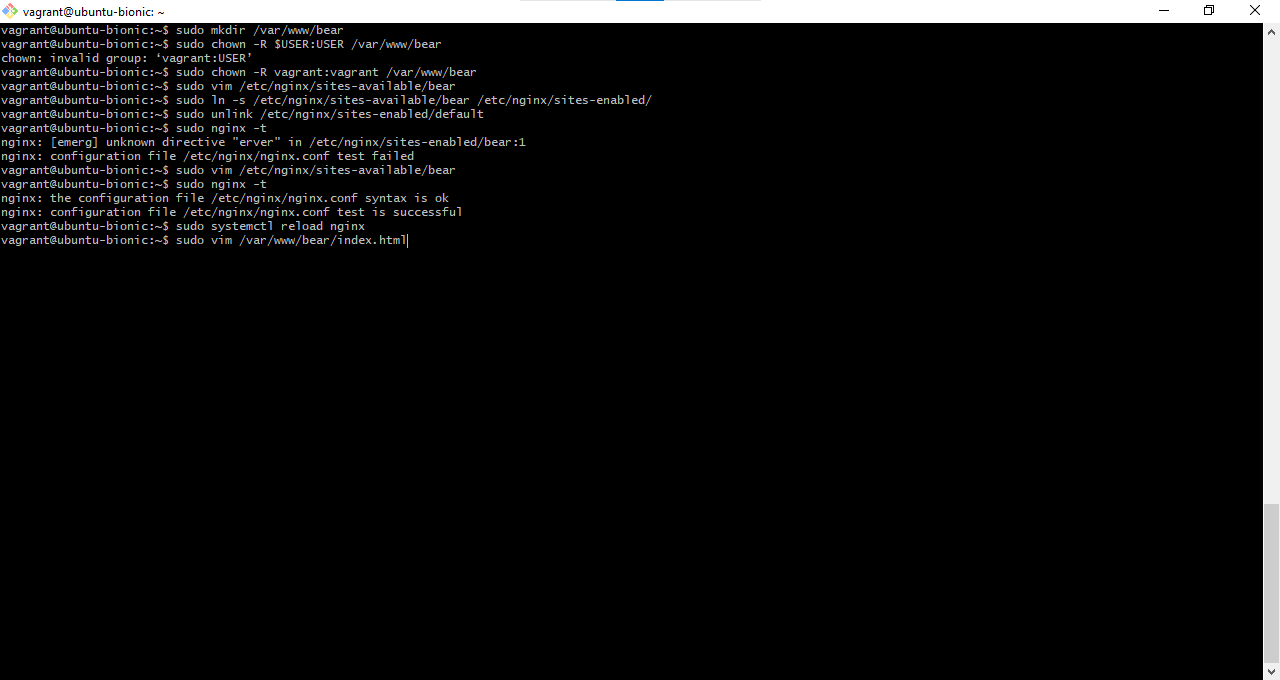 vagrant@ubuntu-bionic: ~
vagrant@ubuntu-bionic:~$ sudo mkdir /var/www/bear
vagrant@ubuntu-bionic:~$ sudo chown -R $USER:USER /var/www/bear
chown: invalid group: ‘vagrant:USER’
vagrant@ubuntu-bionic:~$ sudo chown -R vagrant:vagrant /var/www/bear
vagrant@ubuntu-bionic:~$ sudo vim /etc/nginx/sites-available/bear
vagrant@ubuntu-bionic:~$ sudo ln -s /etc/nginx/sites-available/bear /etc/nginx/sites-enabled/
vagrant@ubuntu-bionic:~$ sudo unlink /etc/nginx/sites-enabled/default
vagrant@ubuntu-bionic:~$ sudo nginx -t
nginx: [emerg] unknown directive "erver" in /etc/nginx/sites-enabled/bear:1
nginx: configuration file /etc/nginx/nginx.conf test failed
vagrant@ubuntu-bionic:~$ sudo vim /etc/nginx/sites-available/bear
vagrant@ubuntu-bionic:~$ sudo nginx -t
nginx: the configuration file /etc/nginx/nginx.conf syntax is ok
nginx: configuration file /etc/nginx/nginx.conf test is successful
vagrant@ubuntu-bionic:~$ sudo systemctl reload nginx
vagrant@ubuntu-bionic:~$ sudo vim /var/www/bear/index.html